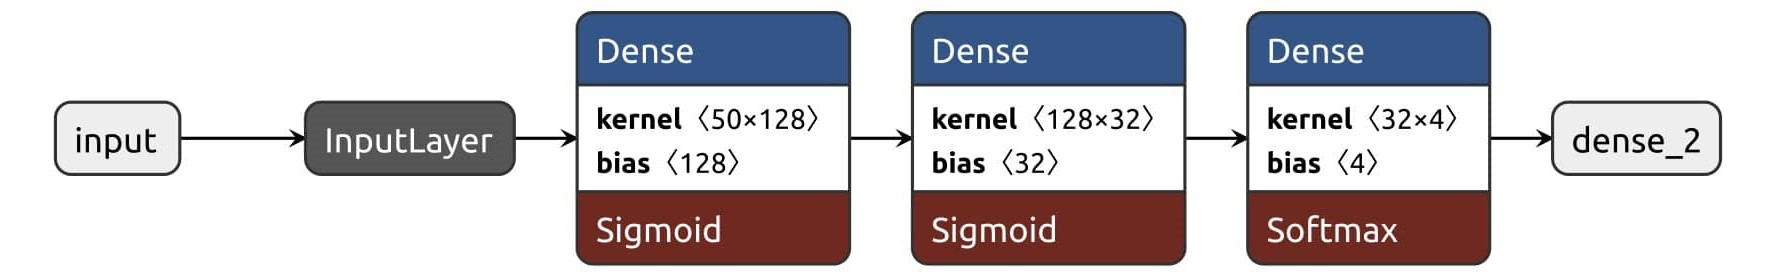 input
InputLayer
Dense
kernel 〈50×128〉
bias 〈128〉
Sigmoid
Dense
kernel 〈128×32〉
bias 〈32〉
Sigmoid
Dense
kernel 〈32×4〉
bias 〈4〉
Softmax
dense_2